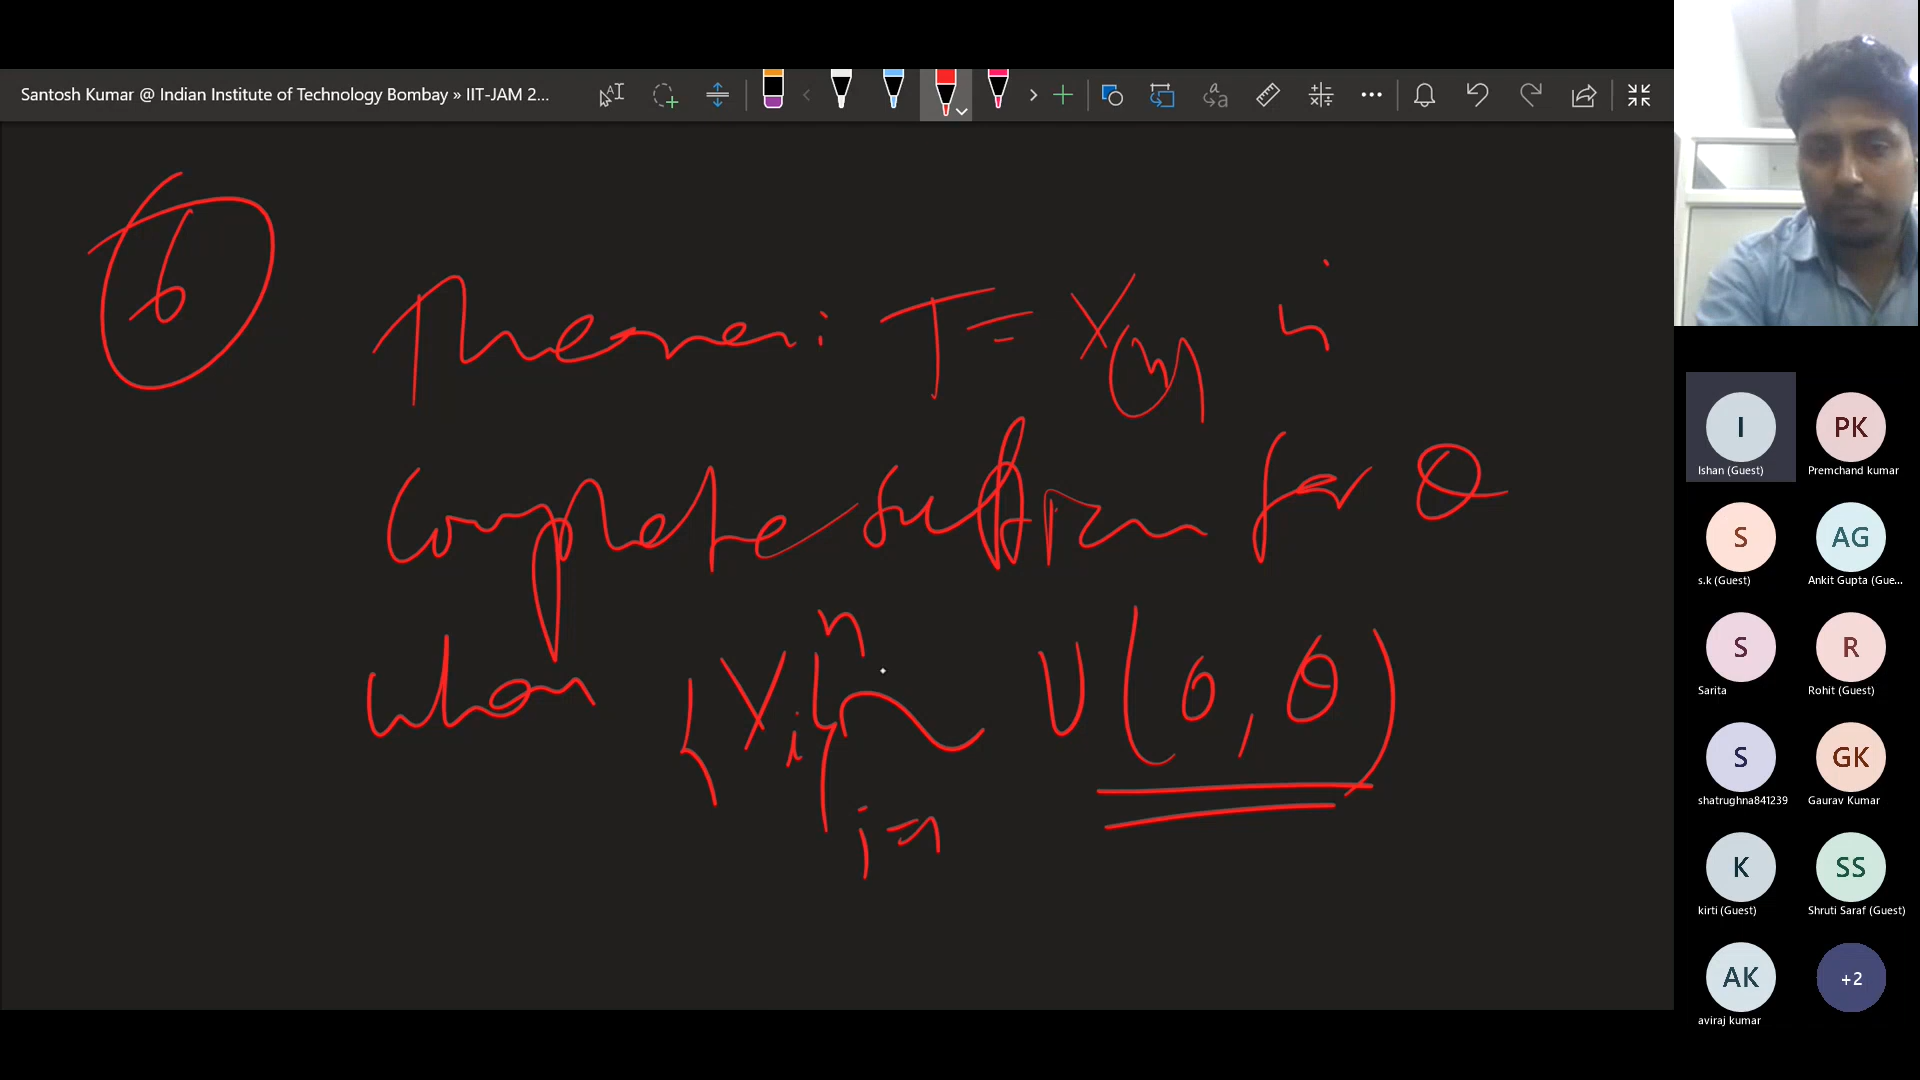 Santosh Kumar @ Indian Institute of Technology Bombay » IIT-JAM 2...
6
Theorem: T = X(n) is
Complete sufficien for θ
when {Xi}ⁿ i=1 ~ U(0, θ)
I
Ishan (Guest)
PK
Premchand kumar
S
s.k (Guest)
AG
Ankit Gupta (Gue...
S
Sarita
R
Rohit (Guest)
S
shatrughna841239
GK
Gaurav Kumar
K
kirti (Guest)
SS
Shruti Saraf (Guest)
AK
aviraj kumar
+2